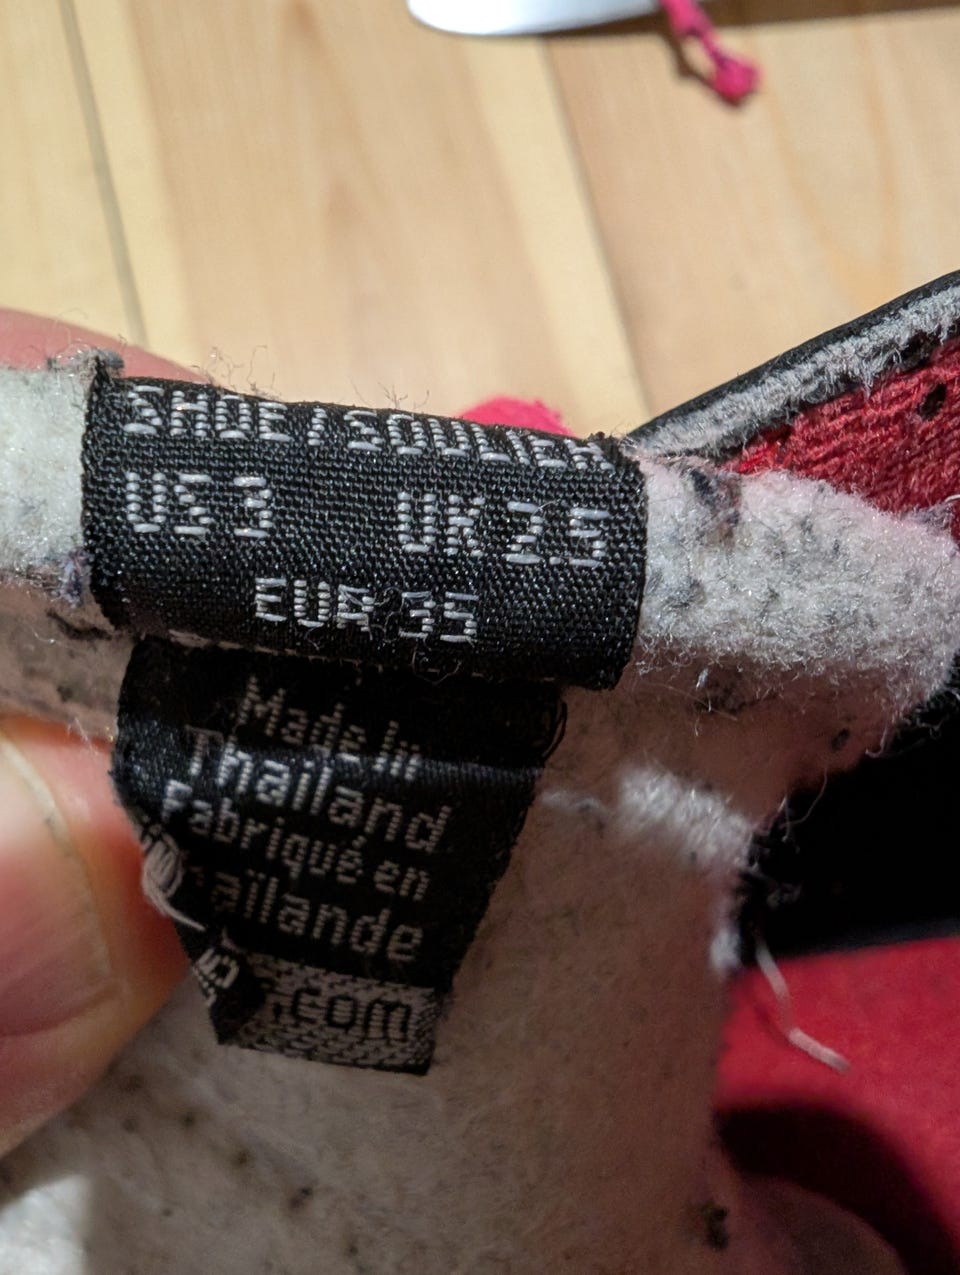 SHOE / SOULIER
US 3 UK 2.5
EUR 35
Made in
Thailand
Fabriqué en
.com